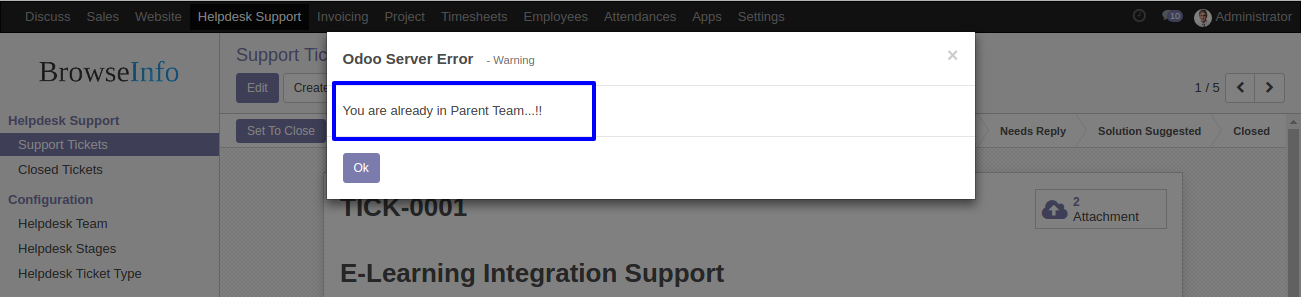 Discuss Sales Website Helpdesk Support Invoicing Project Timesheets Employees Attendances Apps Settings 10 Administrator
BrowseInfo
Support Tic
Odoo Server Error - Warning ×
Edit Create
1 / 5
You are already in Parent Team...!!
Helpdesk Support
Set To Close Needs Reply Solution Suggested Closed
Support Tickets
Closed Tickets
Ok
Configuration
Helpdesk Team
Helpdesk Stages
Helpdesk Ticket Type
TICK-0001
2
Attachment
E-Learning Integration Support